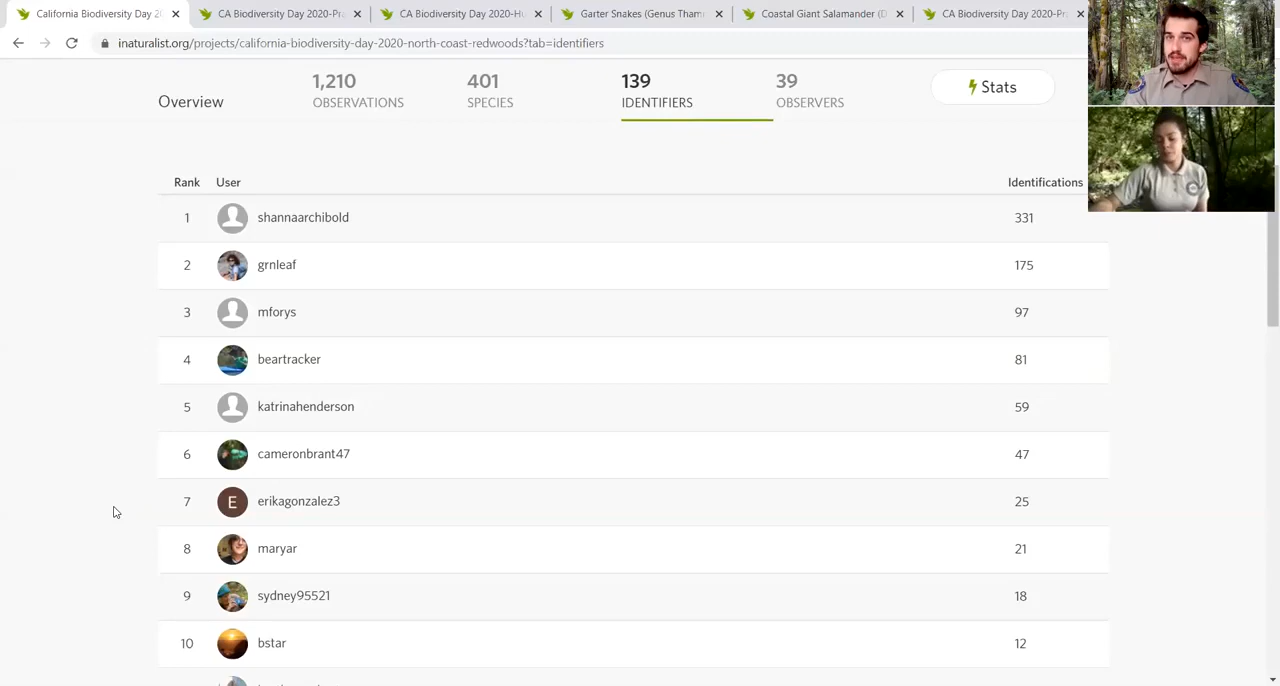 California Biodiversity Day 20
CA Biodiversity Day 2020-Pra
CA Biodiversity Day 2020-Hu
Garter Snakes (Genus Tham
Coastal Giant Salamander (D
CA Biodiversity Day 2020-Pr
inaturalist.org/projects/california-biodiversity-day-2020-north-coast-redwoods?tab=identifiers
Overview
1,210
OBSERVATIONS
401
SPECIES
139
IDENTIFIERS
39
OBSERVERS
Stats
Rank User Identifications
1 shannaarchibold 331
2 grnleaf 175
3 mforys 97
4 beartracker 81
5 katrinahenderson 59
6 cameronbrant47 47
7 E erikagonzalez3 25
8 maryar 21
9 sydney95521 18
10 bstar 12